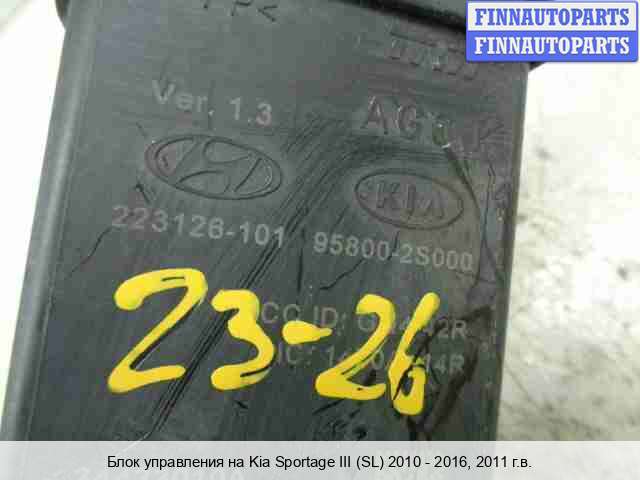 FINNAUTOPARTS
FINNAUTOPARTS
TRW
Ver. 1.3
KIA
223126-101 95800-2S000
23-26
Блок управления на Kia Sportage III (SL) 2010 - 2016, 2011 г.в.